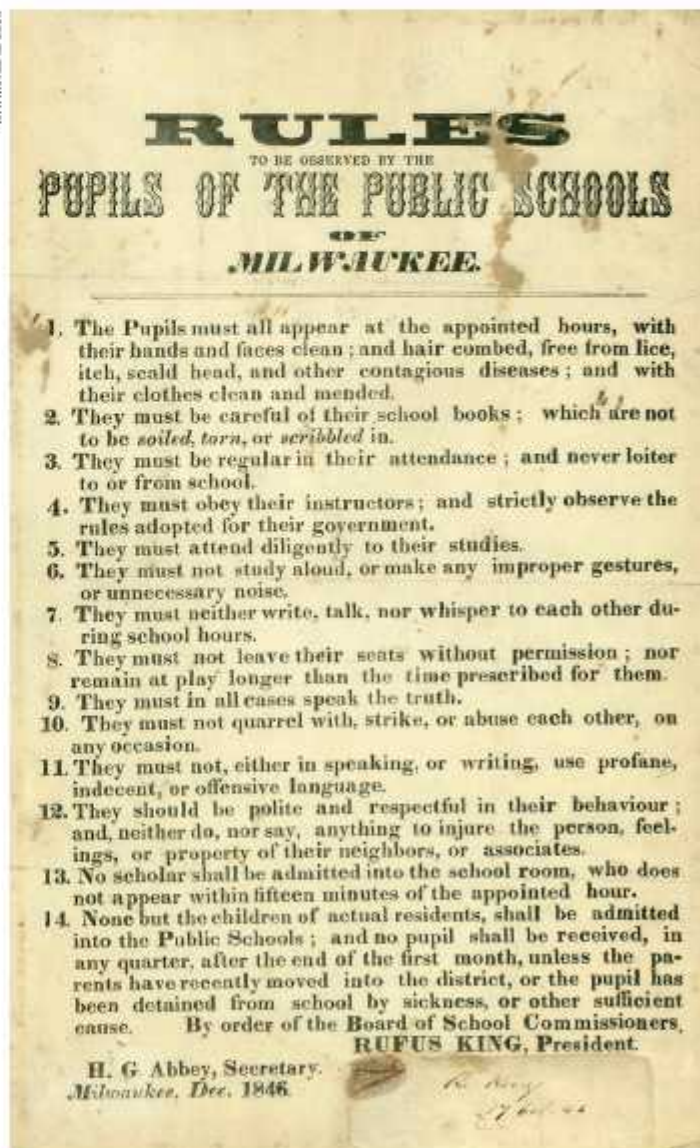 RULES
TO BE OBSERVED BY THE
PUPILS OF THE PUBLIC SCHOOLS
OF
MILWAUKEE.
1. The Pupils must all appear at the appointed hours, with
their hands and faces clean; and hair combed, free from lice,
itch, scald head, and other contagious diseases; and with
their clothes clean and mended.
2. They must be careful of their school books; which are not
to be soiled, torn, or scribbled in.
3. They must be regular in their attendance; and never loiter
to or from school.
4. They must obey their instructors; and strictly observe the
rules adopted for their government.
5. They must attend diligently to their studies.
6. They must not study aloud, or make any improper gestures,
or unnecessary noise.
7. They must neither write, talk, nor whisper to each other du-
ring school hours.
8. They must not leave their seats without permission; nor
remain at play longer than the time prescribed for them.
9. They must in all cases speak the truth.
10. They must not quarrel with, strike, or abuse each other, on
any occasion.
11. They must not, either in speaking, or writing, use profane,
indecent, or offensive language.
12. They should be polite and respectful in their behaviour;
and, neither do, nor say, anything to injure the person, feel-
ings, or property of their neighbors, or associates.
13. No scholar shall be admitted into the school room, who does
not appear within fifteen minutes of the appointed hour.
14. None but the children of actual residents, shall be admitted
into the Public Schools; and no pupil shall be received, in
any quarter, after the end of the first month, unless the pa-
rents have recently moved into the district, or the pupil has
been detained from school by sickness, or other sufficient
cause. By order of the Board of School Commissioners,
RUFUS KING, President.
H. G Abbey, Secretary.
Milwaukee, Dec. 1846